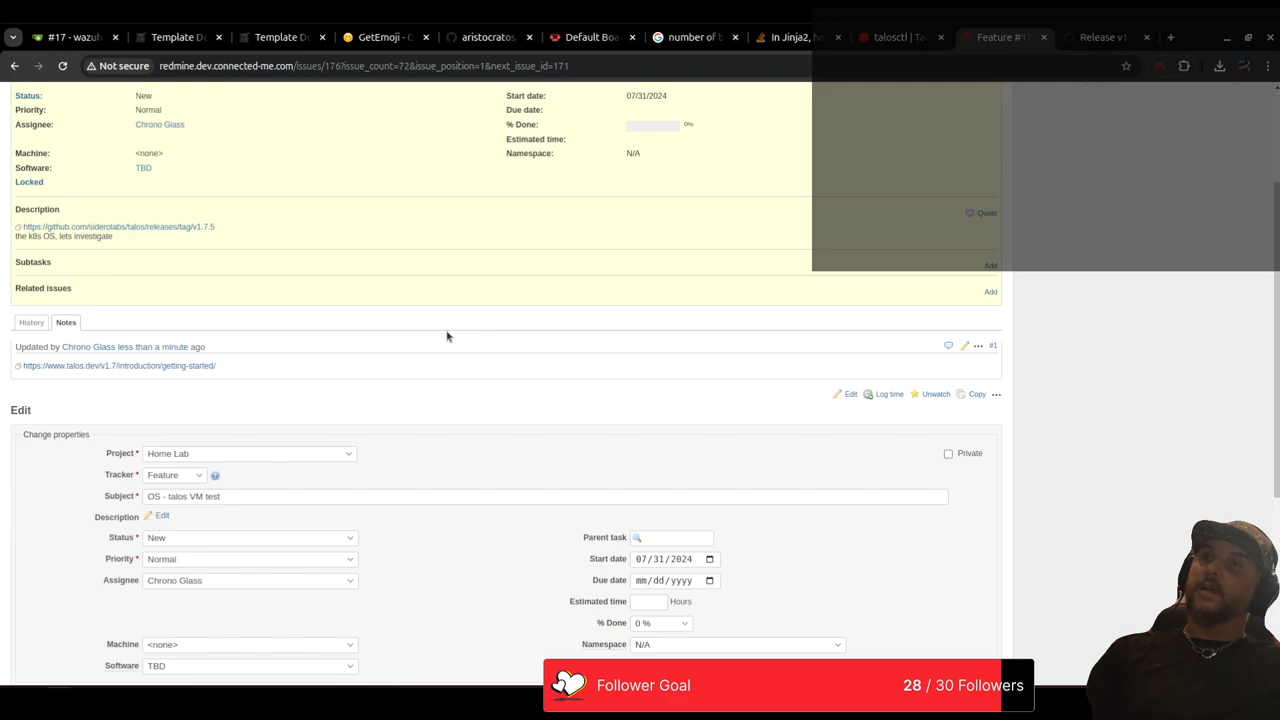 #17 - wazuh
Template De
Template De
GetEmoji - C
aristocratos
Default Boa
number of b
In Jinja2, ho
talosctl | Tal
Feature #17
Release v1.
Not secure
redmine.dev.connected-me.com/issues/176?issue_count=72&issue_position=1&next_issue_id=171
Status: New Start date: 07/31/2024
Priority: Normal Due date:
Assignee: Chrono Glass % Done: 0%
Estimated time:
Machine: <none> Namespace: N/A
Software: TBD
Locked
Description
Quote
https://github.com/siderolabs/talos/releases/tag/v1.7.5
the k8s OS, lets investigate
Subtasks
Add
Related issues
Add
History Notes
Updated by Chrono Glass less than a minute ago
#1
https://www.talos.dev/v1.7/introduction/getting-started/
Edit Log time Unwatch Copy
Edit
Change properties
Project * Home Lab Private
Tracker * Feature
Subject * OS - talos VM test
Description Edit
Status * New Parent task
Priority * Normal Start date 07/31/2024
Assignee Chrono Glass Due date mm/dd/yyyy
Estimated time Hours
% Done 0 %
Machine <none> Namespace N/A
Software TBD
Follower Goal 28 / 30 Followers